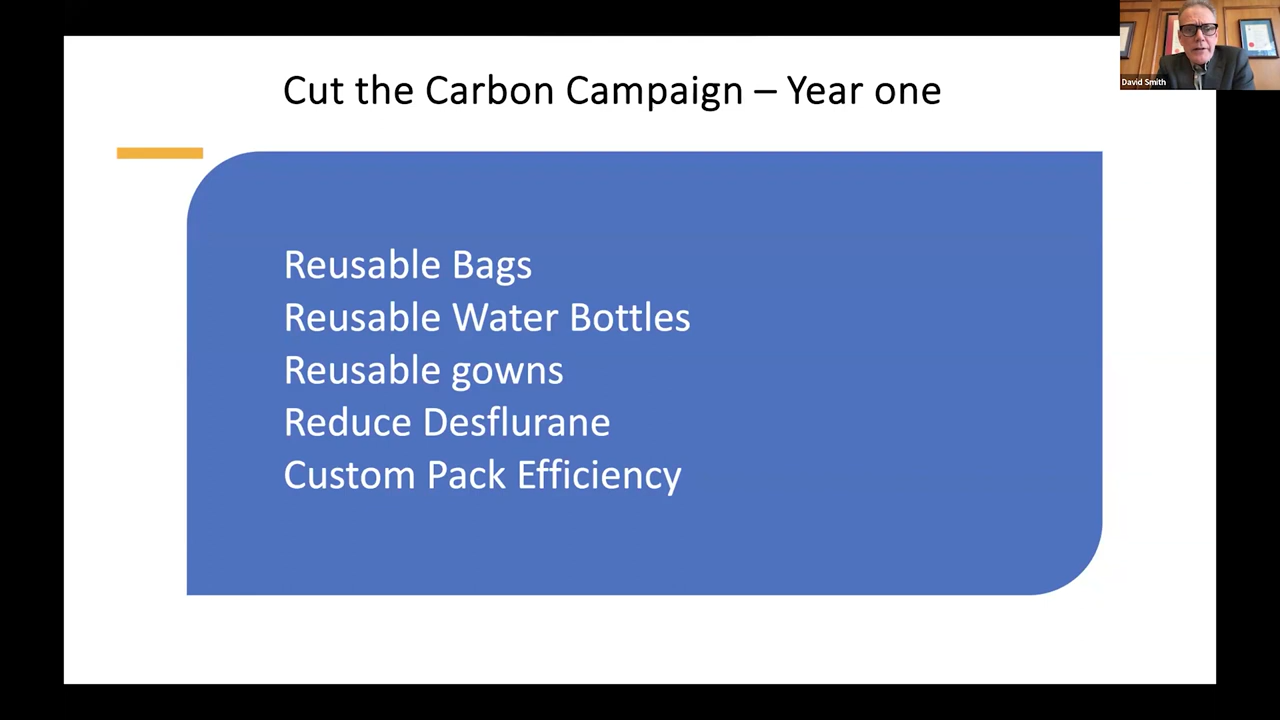 Cut the Carbon Campaign – Year one
David Smith
Reusable Bags
Reusable Water Bottles
Reusable gowns
Reduce Desflurane
Custom Pack Efficiency